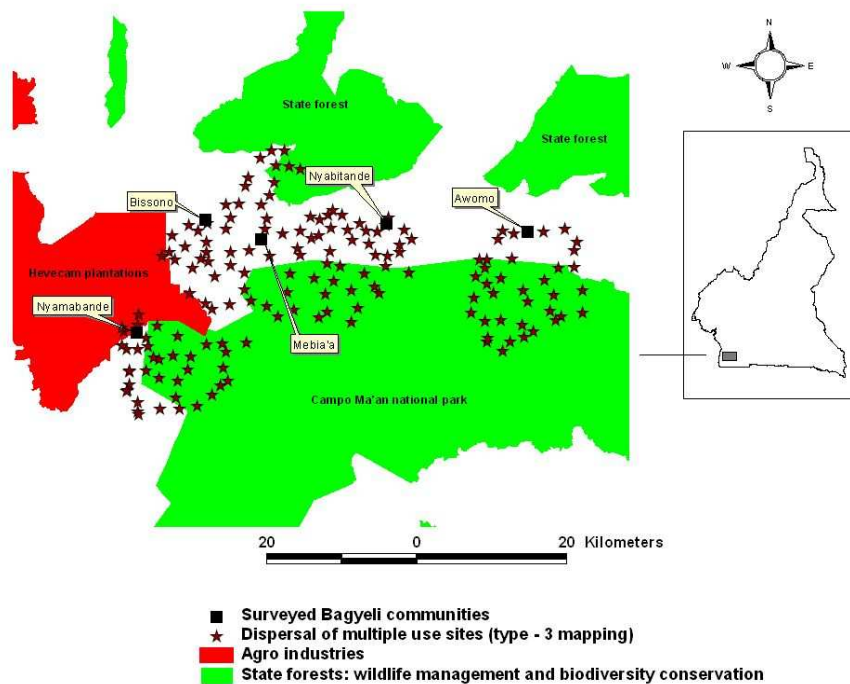 N
W E
S
State forest
State forest
Nyabitande
Bissono
Awomo
Hevecam plantations
Nyamabande
Mebia'a
Campo Ma'an national park
20 0 20 Kilometers
Surveyed Bagyeli communities
Dispersal of multiple use sites (type - 3 mapping)
Agro industries
State forests: wildlife management and biodiversity conservation